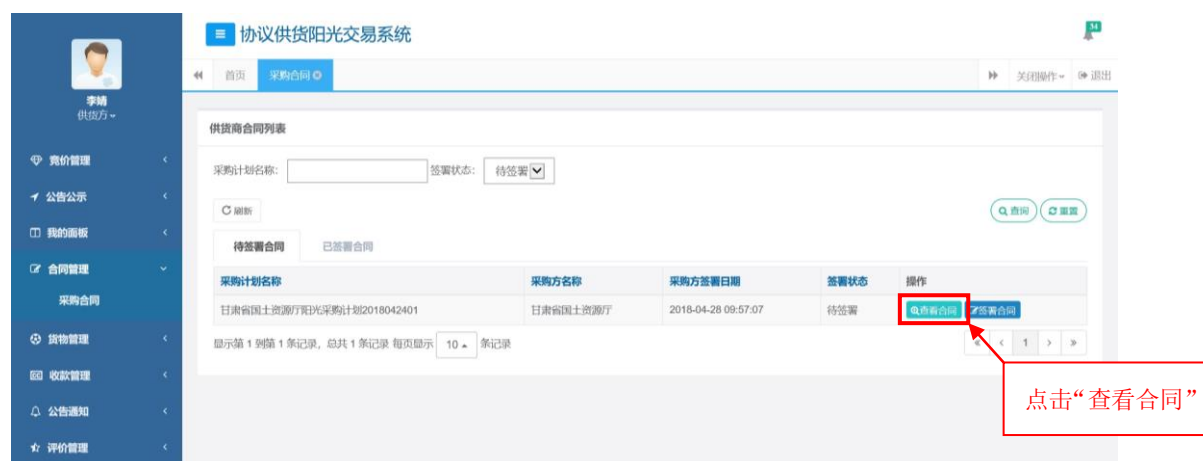 协议供货阳光交易系统
34
首页 采购合同 关闭操作 退出
李婧
供货方
竞价管理
公告公示
我的面板
合同管理
采购合同
货物管理
收款管理
公告通知
评价管理
供货商合同列表
采购计划名称: 签署状态: 待签署
刷新 查询 重置
待签署合同 已签署合同
采购计划名称 采购方名称 采购方签署日期 签署状态 操作
甘肃省国土资源厅阳光采购计划2018042401 甘肃省国土资源厅 2018-04-28 09:57:07 待签署 查看合同 签署合同
显示第 1 到第 1 条记录，总共 1 条记录 每页显示 10 条记录 « ‹ 1 › »
点击“查看合同”